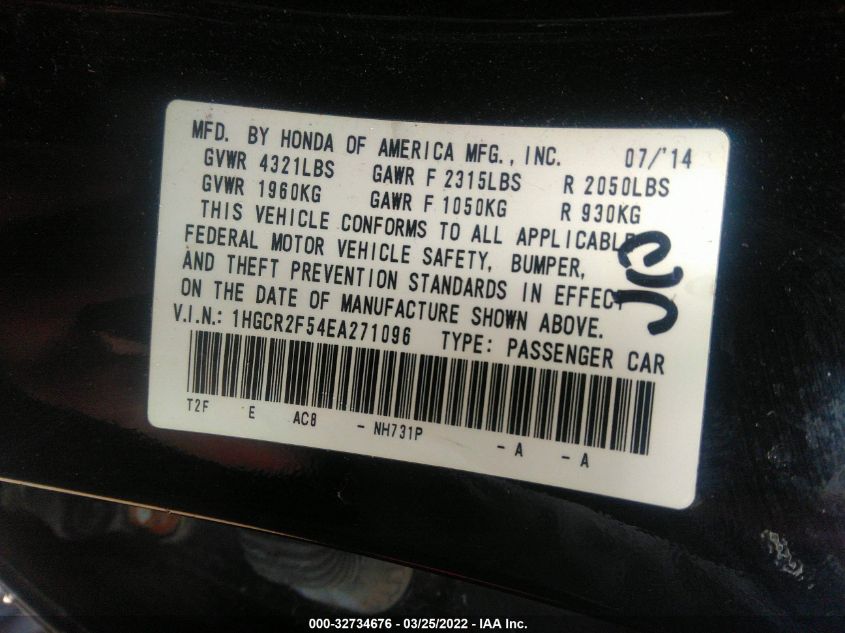 MFD. BY HONDA OF AMERICA MFG., INC. 07/'14
GVWR 4321LBS GAWR F 2315LBS R 2050LBS
GVWR 1960KG GAWR F 1050KG R 930KG
THIS VEHICLE CONFORMS TO ALL APPLICABLE
FEDERAL MOTOR VEHICLE SAFETY, BUMPER,
AND THEFT PREVENTION STANDARDS IN EFFECT
ON THE DATE OF MANUFACTURE SHOWN ABOVE.
V.I.N.: 1HGCR2F54EA271096 TYPE: PASSENGER CAR
T2F E AC8 - NH731P - A - A
000-32734676 / 03/25/2022 - IAA Inc.